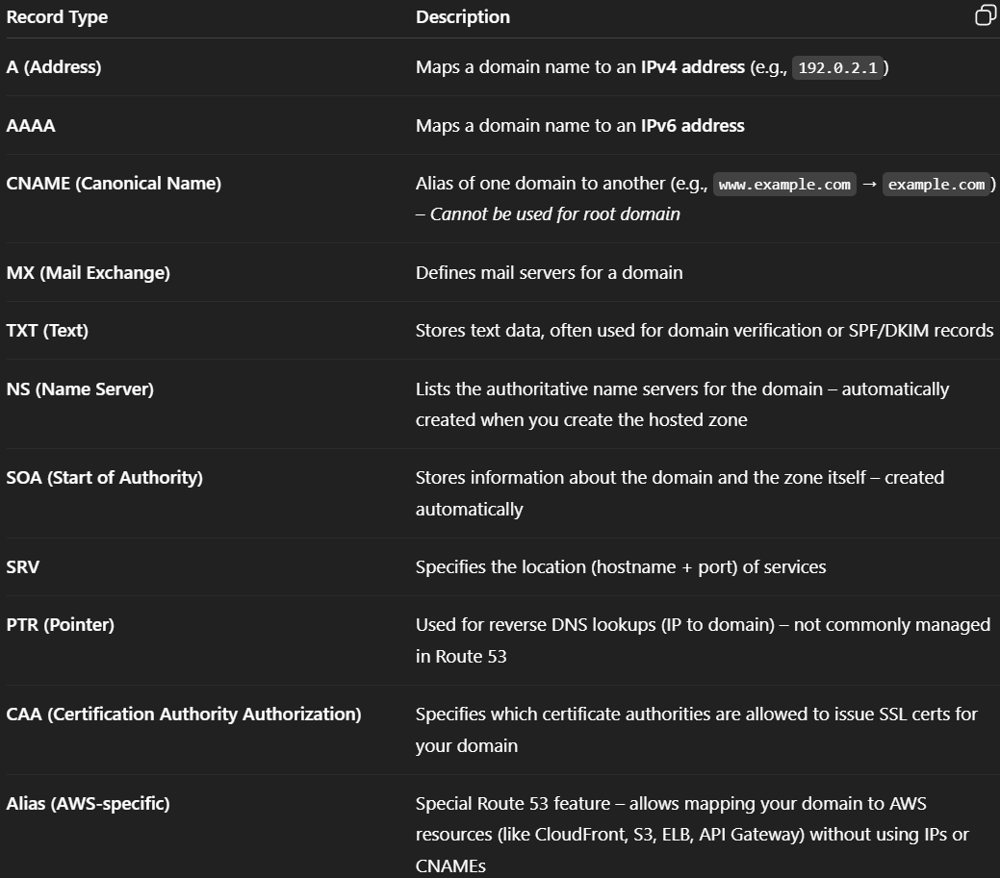 Record Type Description
A (Address) Maps a domain name to an IPv4 address (e.g., 192.0.2.1)
AAAA Maps a domain name to an IPv6 address
CNAME (Canonical Name) Alias of one domain to another (e.g., www.example.com → example.com)
– Cannot be used for root domain
MX (Mail Exchange) Defines mail servers for a domain
TXT (Text) Stores text data, often used for domain verification or SPF/DKIM records
NS (Name Server) Lists the authoritative name servers for the domain – automatically
created when you create the hosted zone
SOA (Start of Authority) Stores information about the domain and the zone itself – created
automatically
SRV Specifies the location (hostname + port) of services
PTR (Pointer) Used for reverse DNS lookups (IP to domain) – not commonly managed
in Route 53
CAA (Certification Authority Authorization) Specifies which certificate authorities are allowed to issue SSL certs for
your domain
Alias (AWS-specific) Special Route 53 feature – allows mapping your domain to AWS
resources (like CloudFront, S3, ELB, API Gateway) without using IPs or
CNAMEs